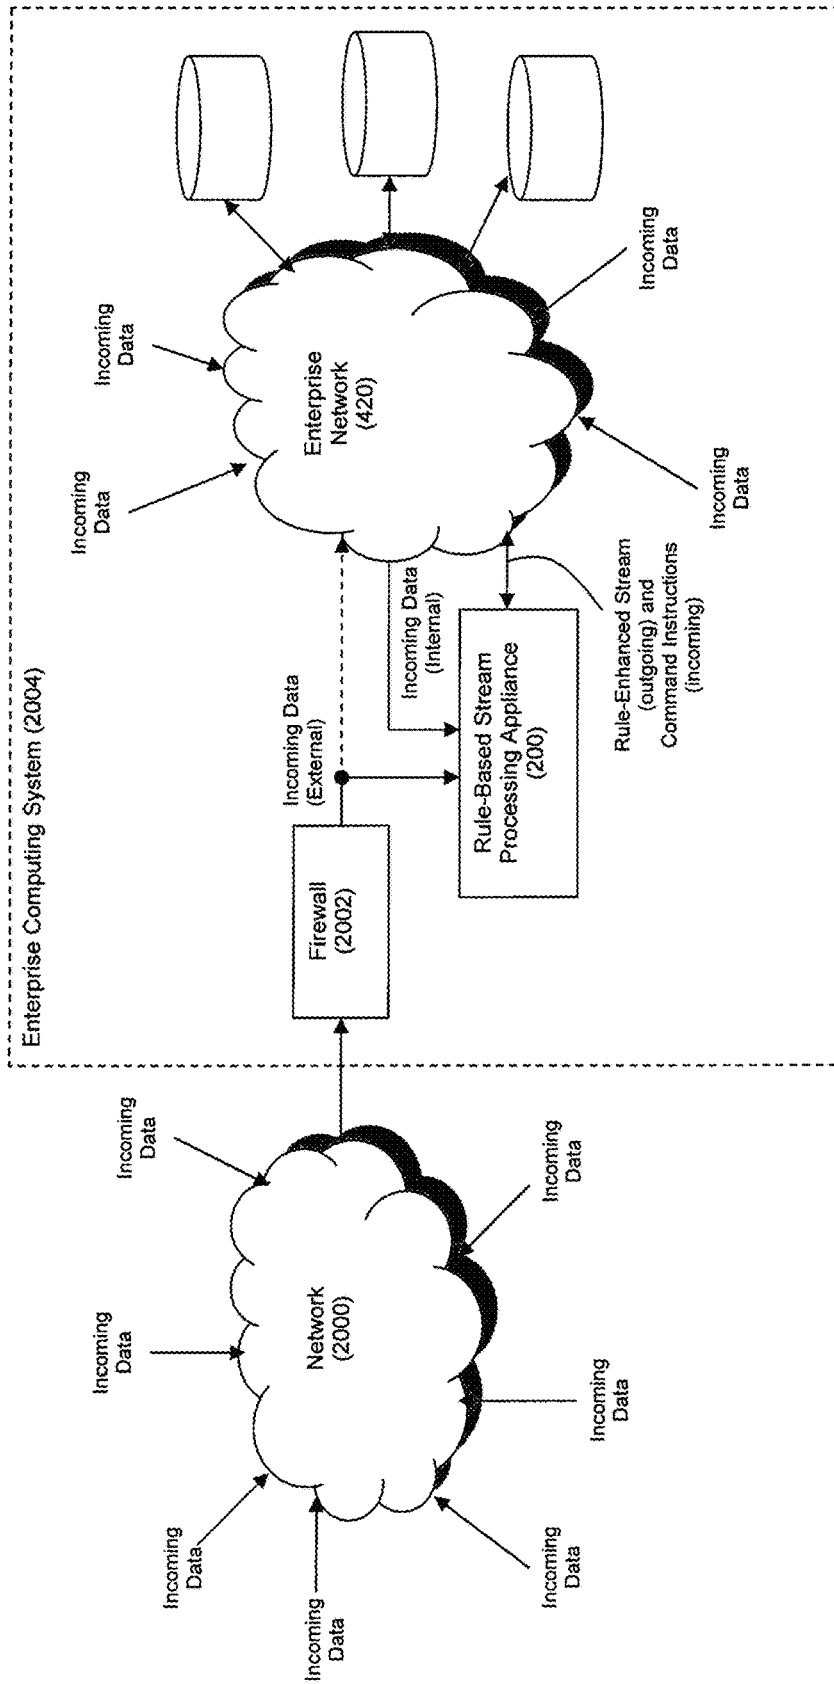 Enterprise Computing System (2004)
Incoming
Data
Incoming
Data
Incoming
Data
Incoming
Data
Incoming
Data
Incoming
Data
Incoming
Data
Network
(2000)
Firewall
(2002)
Incoming Data
(External)
Incoming Data
(Internal)
Rule-Based Stream
Processing Appliance
(200)
Rule-Enhanced Stream
(outgoing) and
Command Instructions
(incoming)
Incoming
Data
Incoming
Data
Enterprise
Network
(420)
Incoming
Data
Incoming
Data